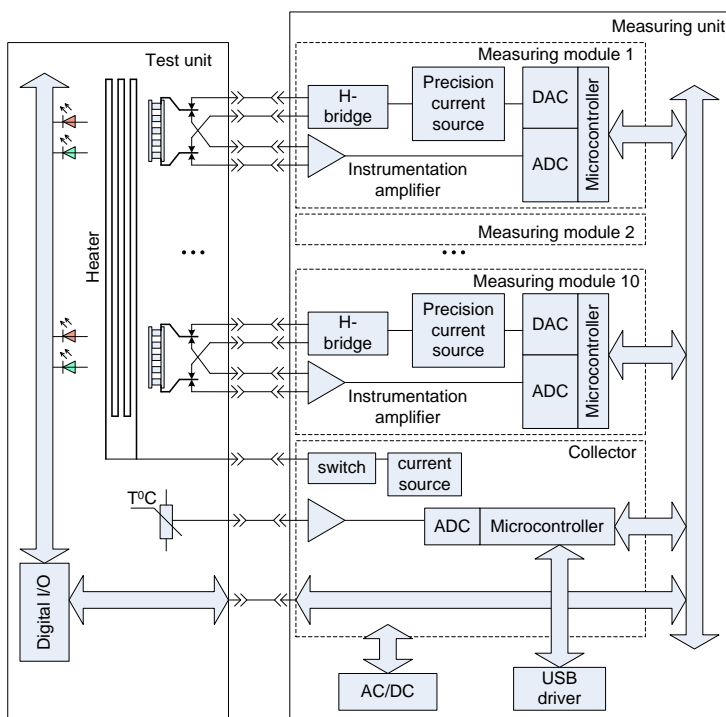 Measuring unit
Test unit
Measuring module 1
H-
bridge
Precision
current
source
DAC
ADC
Microcontroller
Instrumentation
amplifier
Heater
Measuring module 2
...
...
Measuring module 10
H-
bridge
Precision
current
source
DAC
ADC
Microcontroller
Instrumentation
amplifier
Collector
switch
current
source
T⁰C
ADC
Microcontroller
Digital I/O
AC/DC
USB
driver